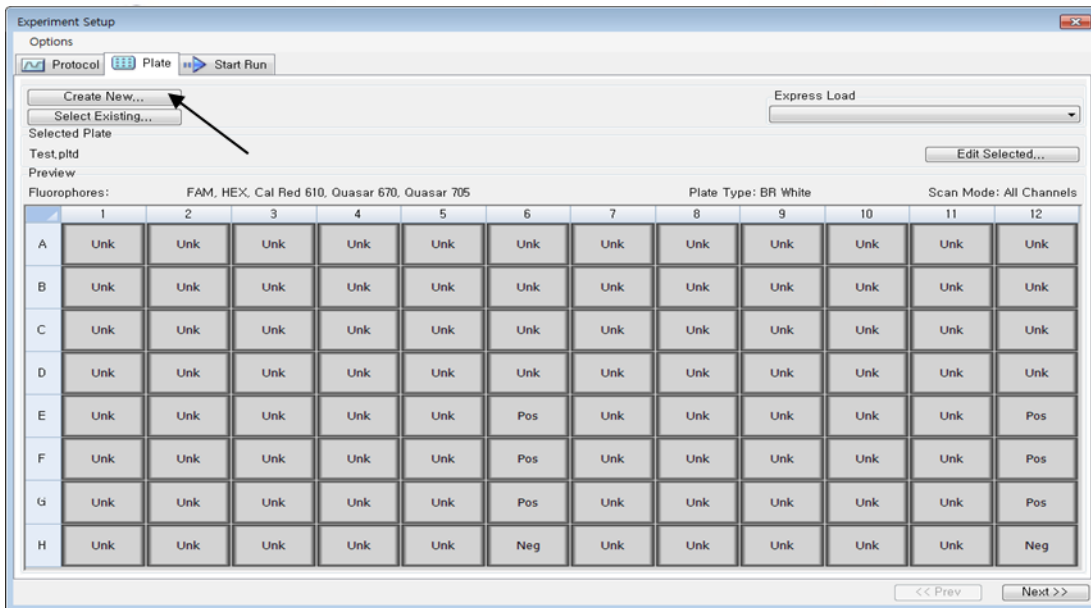 Experiment Setup
Options
Protocol Plate Start Run
Create New... Express Load
Select Existing...
Selected Plate
Test.pltd Edit Selected...
Preview
Fluorophores: FAM, HEX, Cal Red 610, Quasar 670, Quasar 705 Plate Type: BR White Scan Mode: All Channels
1 2 3 4 5 6 7 8 9 10 11 12
A Unk Unk Unk Unk Unk Unk Unk Unk Unk Unk Unk Unk
B Unk Unk Unk Unk Unk Unk Unk Unk Unk Unk Unk Unk
C Unk Unk Unk Unk Unk Unk Unk Unk Unk Unk Unk Unk
D Unk Unk Unk Unk Unk Unk Unk Unk Unk Unk Unk Unk
E Unk Unk Unk Unk Unk Pos Unk Unk Unk Unk Unk Pos
F Unk Unk Unk Unk Unk Pos Unk Unk Unk Unk Unk Pos
G Unk Unk Unk Unk Unk Pos Unk Unk Unk Unk Unk Pos
H Unk Unk Unk Unk Unk Neg Unk Unk Unk Unk Unk Neg
<< Prev Next >>